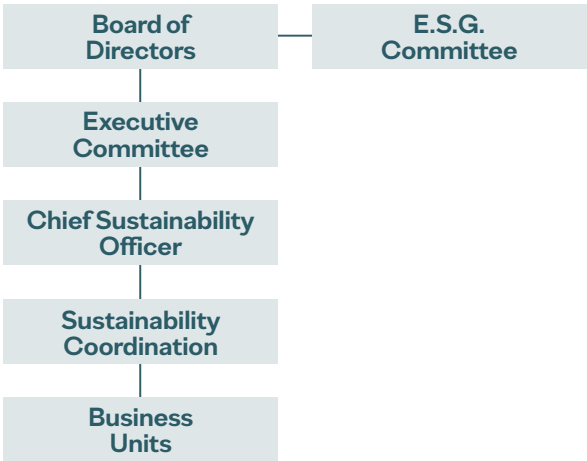 Board of
Directors
E.S.G.
Committee
Executive
Committee
Chief Sustainability
Officer
Sustainability
Coordination
Business
Units